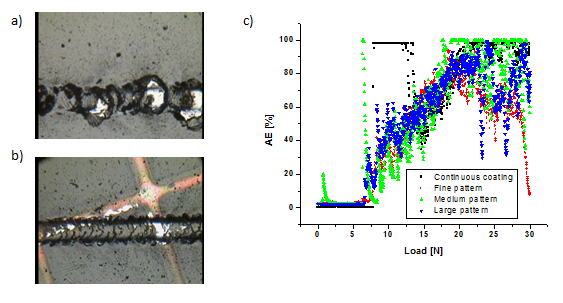 a)
b)
c)
AE [%]
100
80
60
40
20
0
Continuous coating
Fine pattern
Medium pattern
Large pattern
0 5 10 15 20 25 30
Load [N]